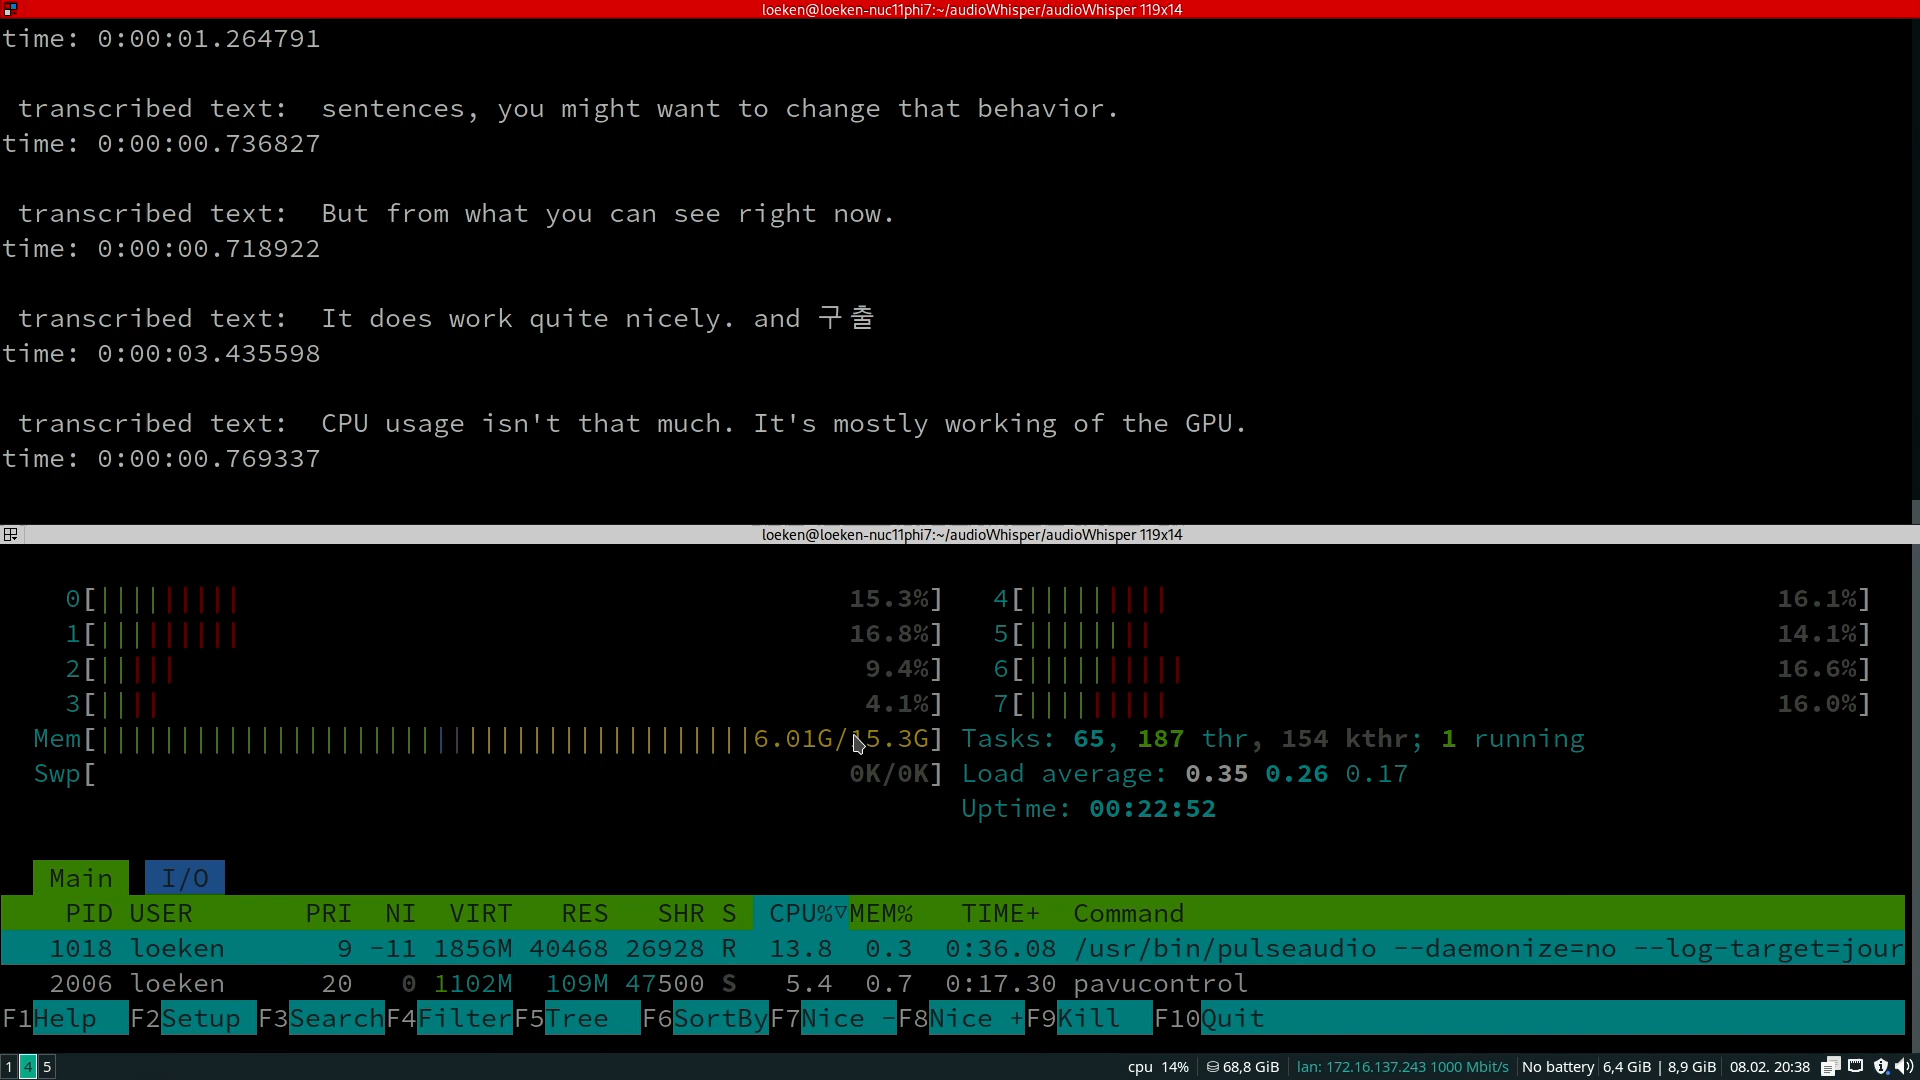 loeken@loeken-nuc11phi7:~/audioWhisper/audioWhisper 119x14
time: 0:00:01.264791
transcribed text:  sentences, you might want to change that behavior.
time: 0:00:00.736827
transcribed text:  But from what you can see right now.
time: 0:00:00.718922
transcribed text:  It does work quite nicely. and 구출
time: 0:00:03.435598
transcribed text:  CPU usage isn't that much. It's mostly working of the GPU.
time: 0:00:00.769337
loeken@loeken-nuc11phi7:~/audioWhisper/audioWhisper 119x14
0[||||||||| 15.3%] 4[||||||||| 16.1%]
1[||||||||| 16.8%] 5[|||||||| 14.1%]
2[||||| 9.4%] 6[|||||||||| 16.6%]
3[|||| 4.1%] 7[||||||||| 16.0%]
Mem[|||||||||||||||||||||||||||||||||||||||||6.01G/15.3G] Tasks: 65, 187 thr, 154 kthr; 1 running
Swp[ 0K/0K] Load average: 0.35 0.26 0.17
Uptime: 00:22:52
Main I/O
PID USER PRI NI VIRT RES SHR S CPU%▽MEM% TIME+ Command
1018 loeken 9 -11 1856M 40468 26928 R 13.8 0.3 0:36.08 /usr/bin/pulseaudio --daemonize=no --log-target=jour
2006 loeken 20 0 1102M 109M 47500 S 5.4 0.7 0:17.30 pavucontrol
F1Help F2Setup F3SearchF4FilterF5Tree F6SortByF7Nice -F8Nice +F9Kill F10Quit
1 4 5 cpu 14% 68,8 GiB lan: 172.16.137.243 1000 Mbit/s No battery 6,4 GiB | 8,9 GiB 08.02. 20:38